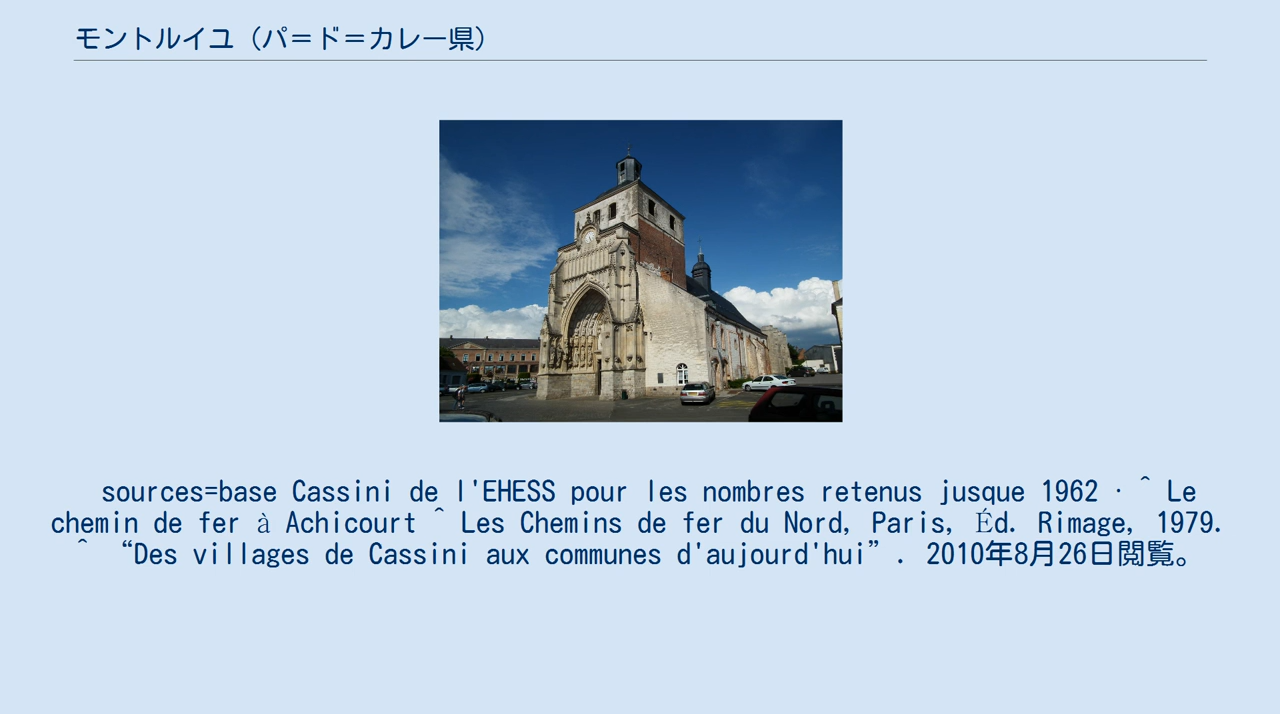 モントルイユ（パ＝ド＝カレー県）
sources=base Cassini de l'EHESS pour les nombres retenus jusque 1962 · ^ Le
chemin de fer à Achicourt ^ Les Chemins de fer du Nord, Paris, Éd. Rimage, 1979.
^ “Des villages de Cassini aux communes d'aujourd'hui”. 2010年8月26日閲覧。